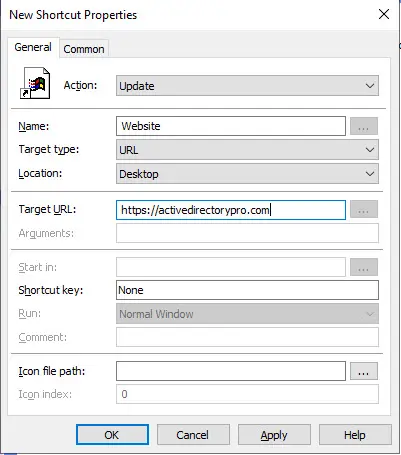 New Shortcut Properties
General Common
Action: Update
Name: Website ...
Target type: URL
Location: Desktop
Target URL: https://activedirectorypro.com ...
Arguments:
Start in: ...
Shortcut key: None
Run: Normal Window
Comment:
Icon file path: ...
Icon index: 0
OK Cancel Apply Help